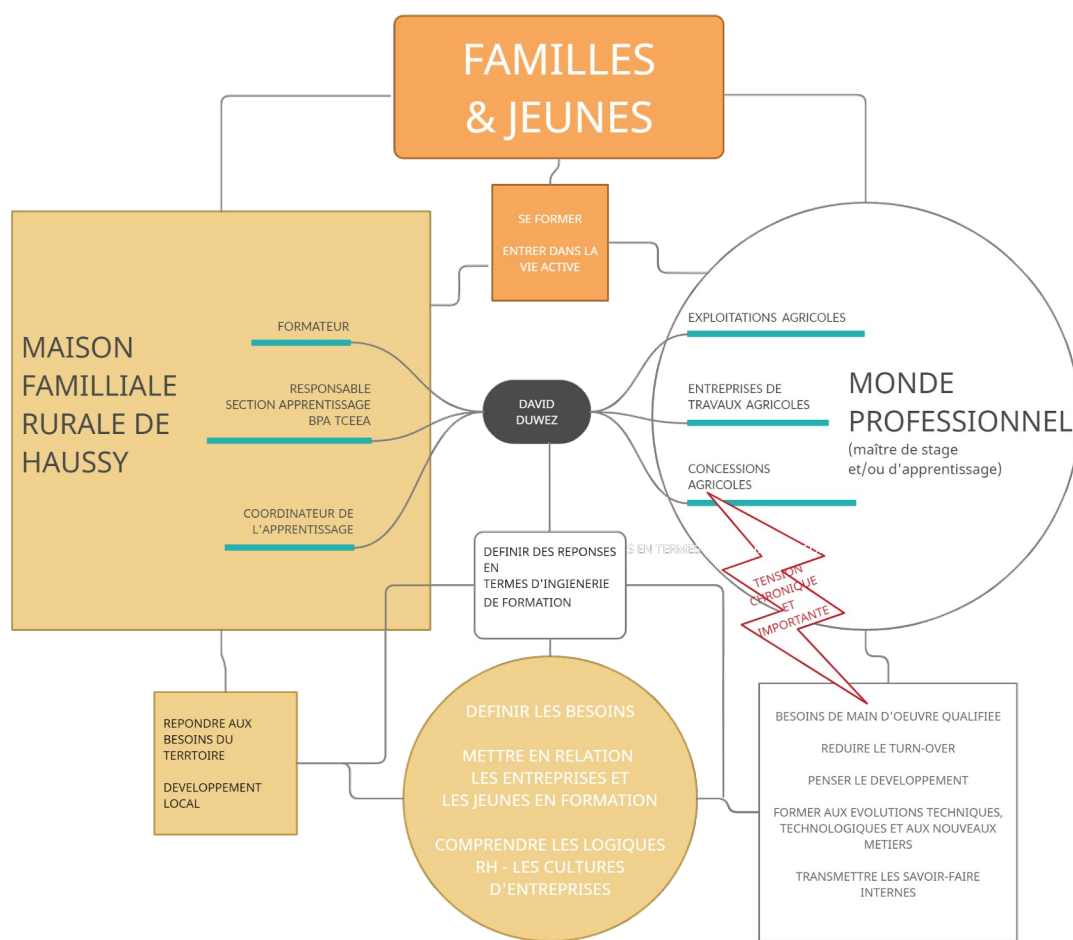 FAMILLES
& JEUNES
SE FORMER
ENTRER DANS LA
VIE ACTIVE
MAISON
FAMILLIALE
RURALE DE
HAUSSY
FORMATEUR
RESPONSABLE
SECTION APPRENTISSAGE
BPA TCEEA
COORDINATEUR DE
L'APPRENTISSAGE
DAVID
DUWEZ
EXPLOITATIONS AGRICOLES
ENTREPRISES DE
TRAVAUX AGRICOLES
CONCESSIONS
AGRICOLES
MONDE
PROFESSIONNEL
(maître de stage
et/ou d'apprentissage)
TENSION
CHRONIQUE
ET
IMPORTANTE
DEFINIR DES REPONSES
EN
TERMES D'INGIENERIE
DE FORMATION
EN TERMES
REPONDRE AUX
BESOINS DU
TERRTOIRE
DEVELOPPEMENT
LOCAL
DEFINIR LES BESOINS
METTRE EN RELATION
LES ENTREPRISES ET
LES JEUNES EN FORMATION
COMPRENDRE LES LOGIQUES
RH - LES CULTURES
D'ENTREPRISES
BESOINS DE MAIN D'OEUVRE QUALIFIEE
REDUIRE LE TURN-OVER
PENSER LE DEVELOPPEMENT
FORMER AUX EVOLUTIONS TECHNIQUES,
TECHNOLOGIQUES ET AUX NOUVEAUX
METIERS
TRANSMETTRE LES SAVOIR-FAIRE
INTERNES